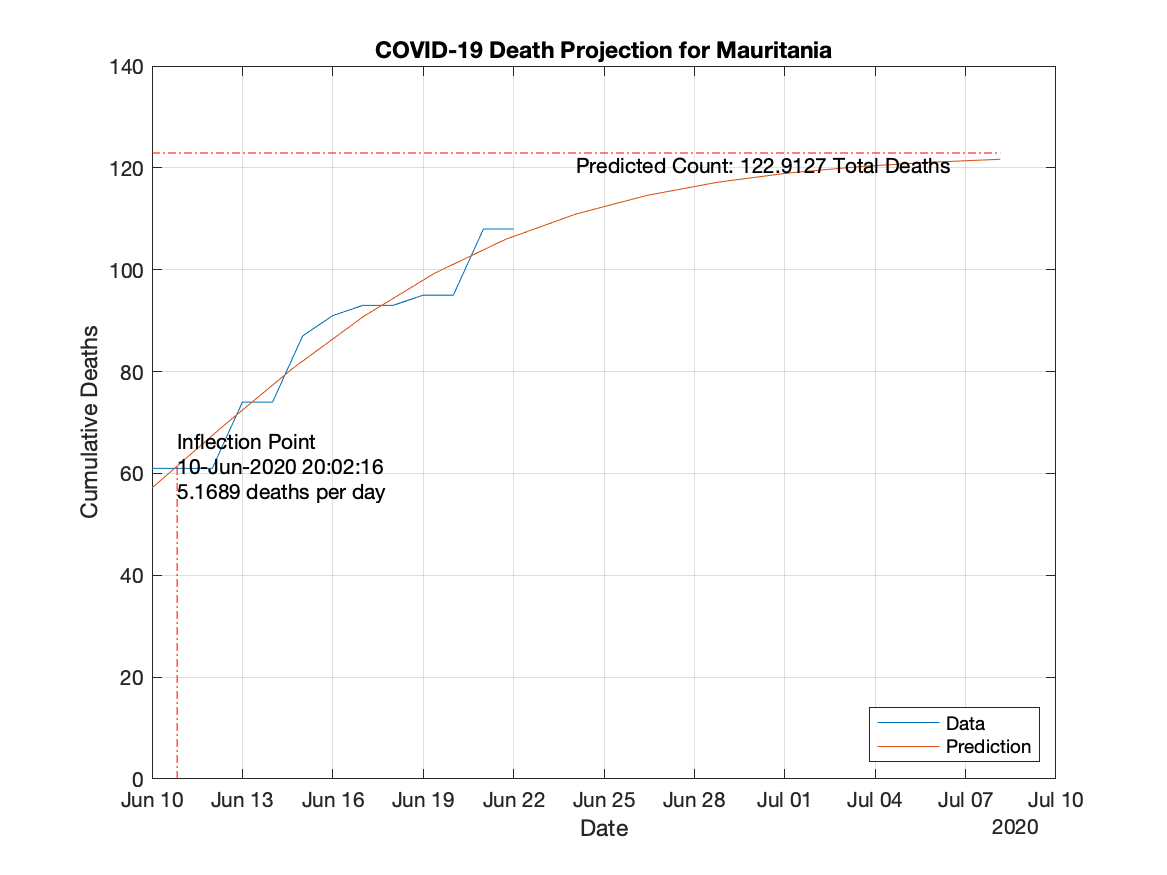 COVID-19 Death Projection for Mauritania
140
120
100
80
60
40
20
0
Cumulative Deaths
Predicted Count: 122.9127 Total Deaths
Inflection Point
10-Jun-2020 20:02:16
5.1689 deaths per day
Data
Prediction
Jun 10 Jun 13 Jun 16 Jun 19 Jun 22 Jun 25 Jun 28 Jul 01 Jul 04 Jul 07 Jul 10
Date
2020